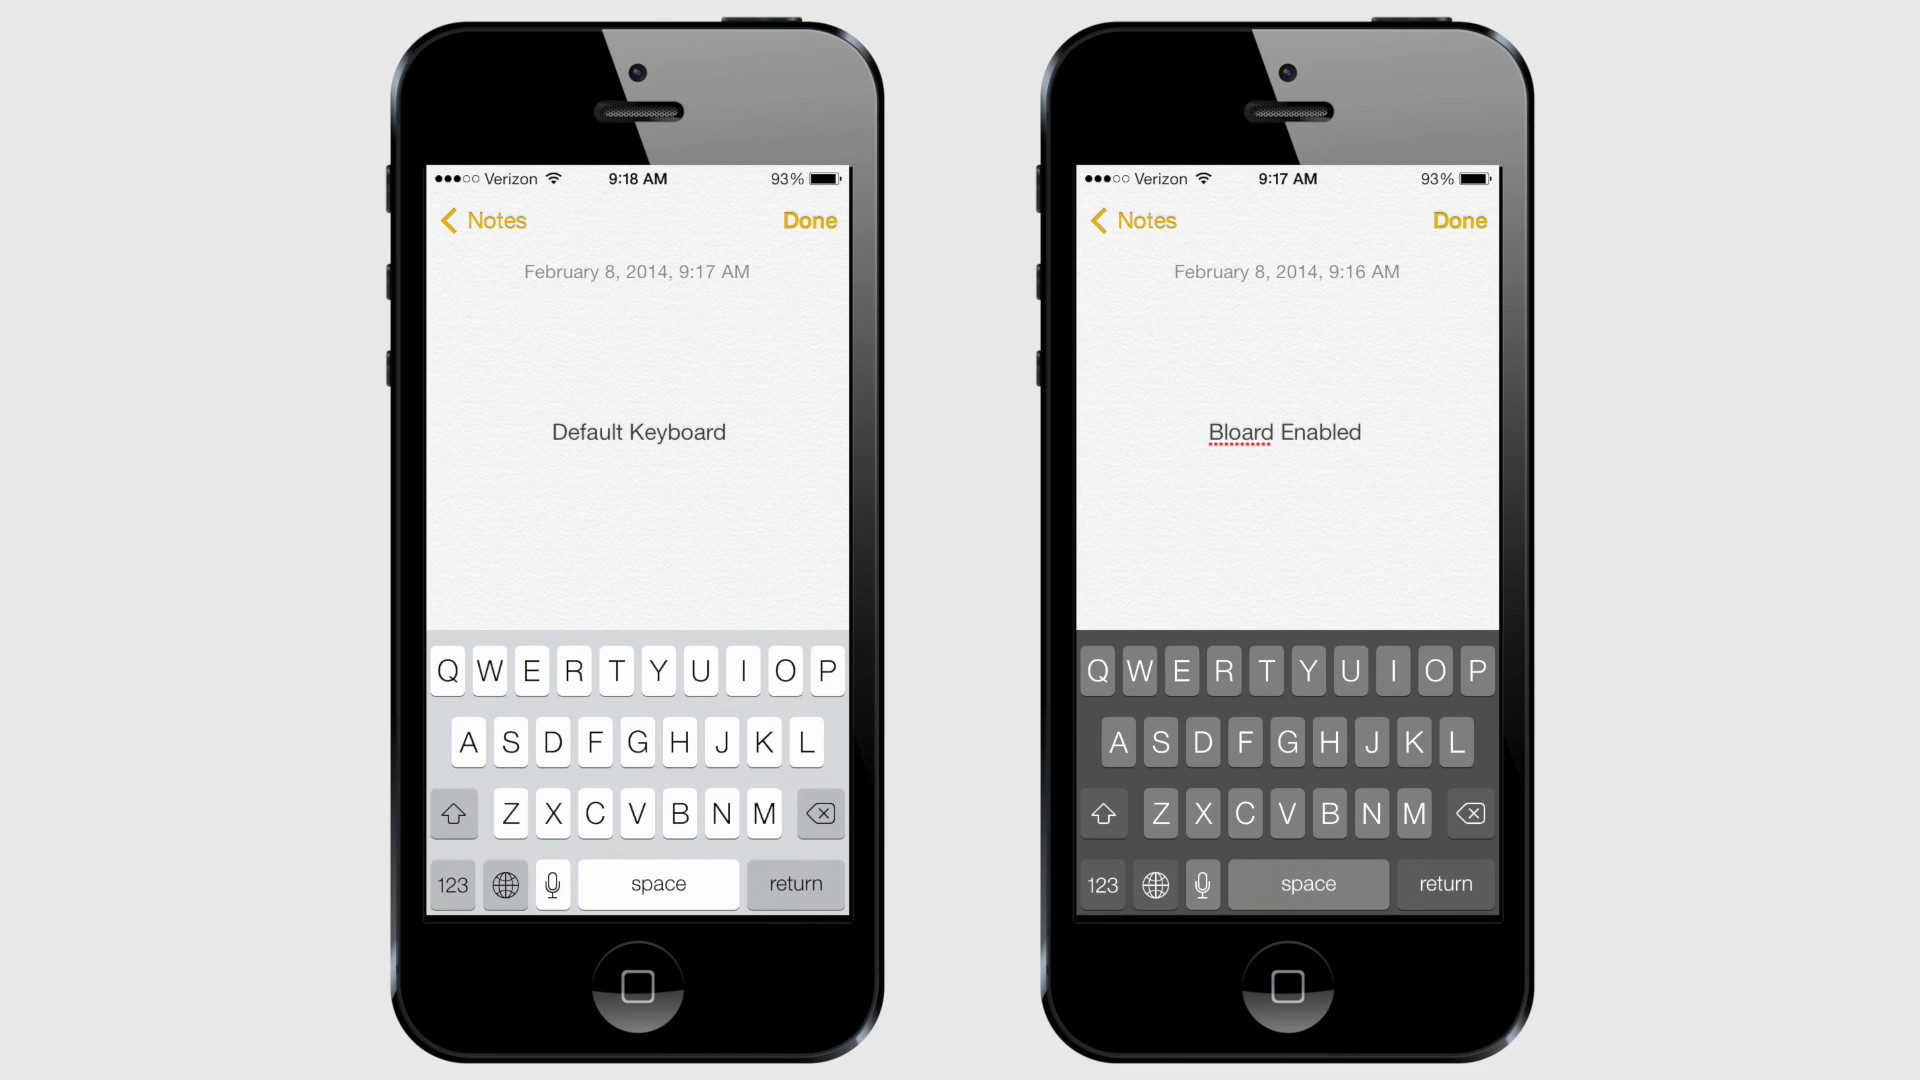 Verizon 9:18 AM 93%
Notes Done
February 8, 2014, 9:17 AM
Default Keyboard
Q W E R T Y U I O P
A S D F G H J K L
Z X C V B N M
123 space return
Verizon 9:17 AM 93%
Notes Done
February 8, 2014, 9:16 AM
Bloard Enabled
Q W E R T Y U I O P
A S D F G H J K L
Z X C V B N M
123 space return